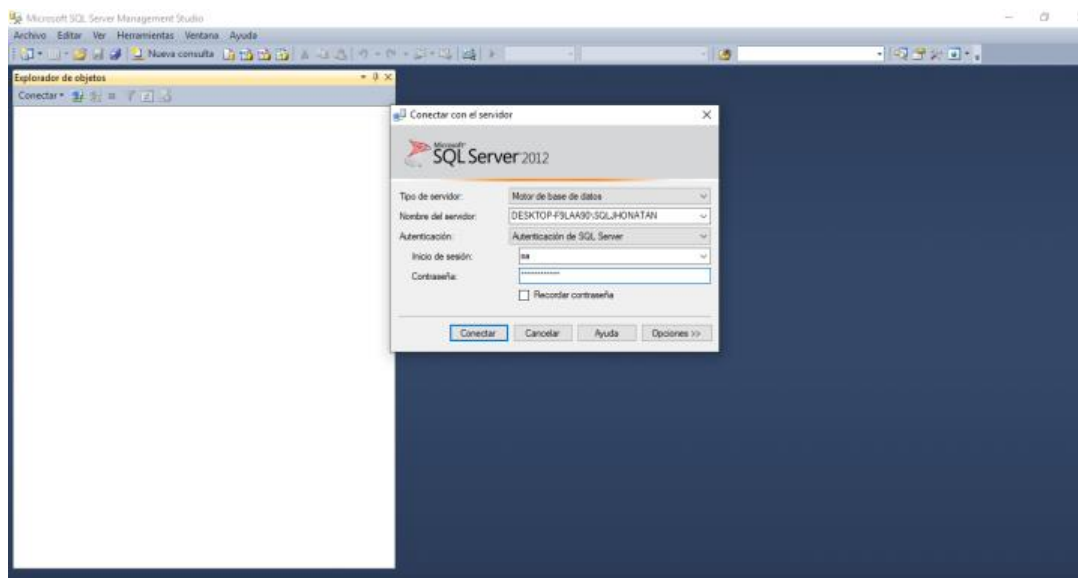 Microsoft SQL Server Management Studio
Archivo Editar Ver Herramientas Ventana Ayuda
Nueva consulta
Explorador de objetos
Conectar
Conectar con el servidor
Microsoft
SQL Server 2012
Tipo de servidor: Motor de base de datos
Nombre del servidor: DESKTOP-F9LAA90\SQLJHONATAN
Autenticación: Autenticación de SQL Server
Inicio de sesión: sa
Contraseña: *************
Recordar contraseña
Conectar Cancelar Ayuda Opciones >>